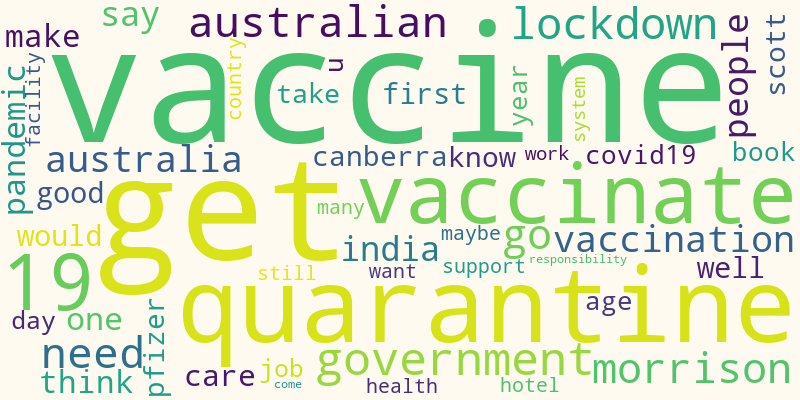 say
australian
lockdown
make
people
scott
vaccine
pandemic
facility
country
u
take
first
year
system
australia
canberra
know
work
covid19
book
get
good
many
vaccinate
would
india
maybe
go
vaccination
19
still
want
support
responsibility
well
quarantine
age
day
one
pfizer
need
government
morrison
think
care
job
come
health
hotel